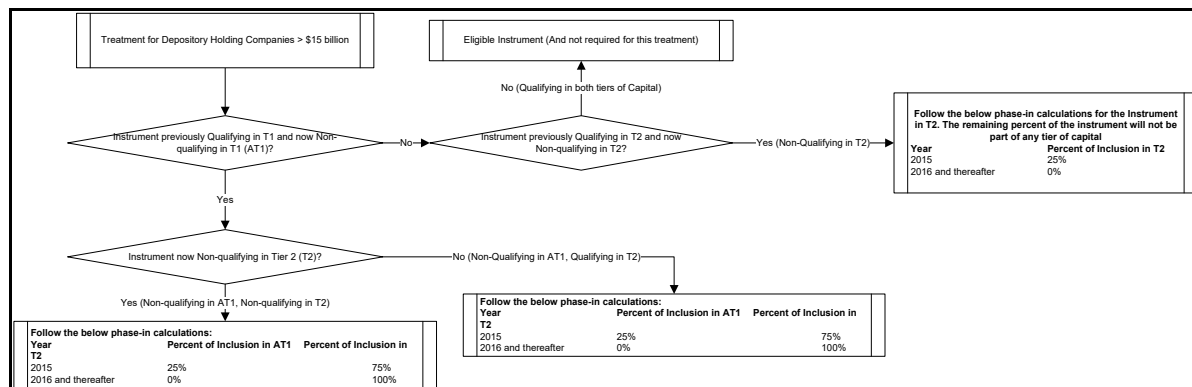 Treatment for Depository Holding Companies > $15 billion
Eligible Instrument (And not required for this treatment)
No (Qualifying in both tiers of Capital)
Instrument previously Qualifying in T1 and now Non-
qualifying in T1 (AT1)?
No
Instrument previously Qualifying in T2 and now
Non-qualifying in T2?
Yes (Non-Qualifying in T2)
Follow the below phase-in calculations for the Instrument
in T2. The remaining percent of the instrument will not be
part of any tier of capital
Year Percent of Inclusion in T2
2015 25%
2016 and thereafter 0%
Yes
Instrument now Non-qualifying in Tier 2 (T2)?
No (Non-Qualifying in AT1, Qualifying in T2)
Yes (Non-qualifying in AT1, Non-qualifying in T2)
Follow the below phase-in calculations:
Year Percent of Inclusion in AT1 Percent of Inclusion in
T2
2015 25% 75%
2016 and thereafter 0% 100%
Follow the below phase-in calculations:
Year Percent of Inclusion in AT1 Percent of Inclusion in
T2
2015 25% 75%
2016 and thereafter 0% 100%